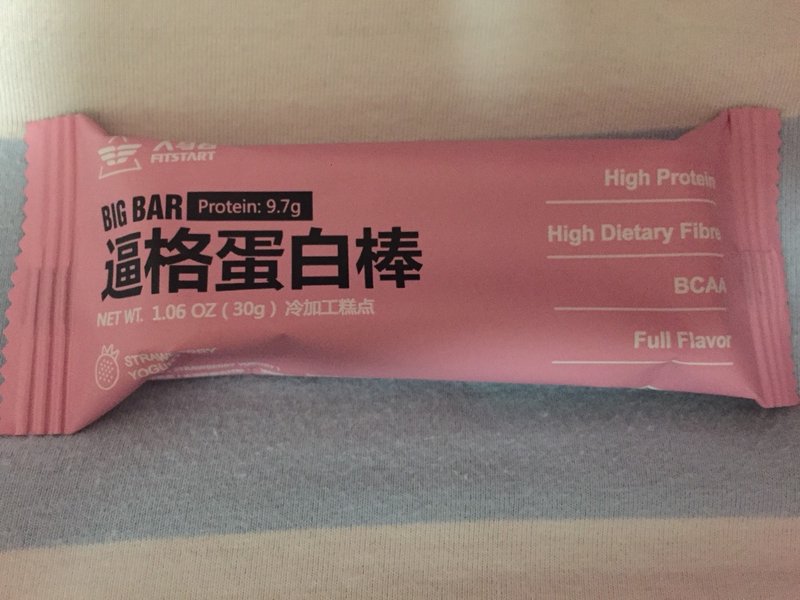 FITSTART
BIG BAR Protein: 9.7g
逼格蛋白棒
NET WT. 1.06 OZ (30g) 冷加工糕点
STRAWBERRY
High Protein
High Dietary Fibre
BCAA
Full Flavor